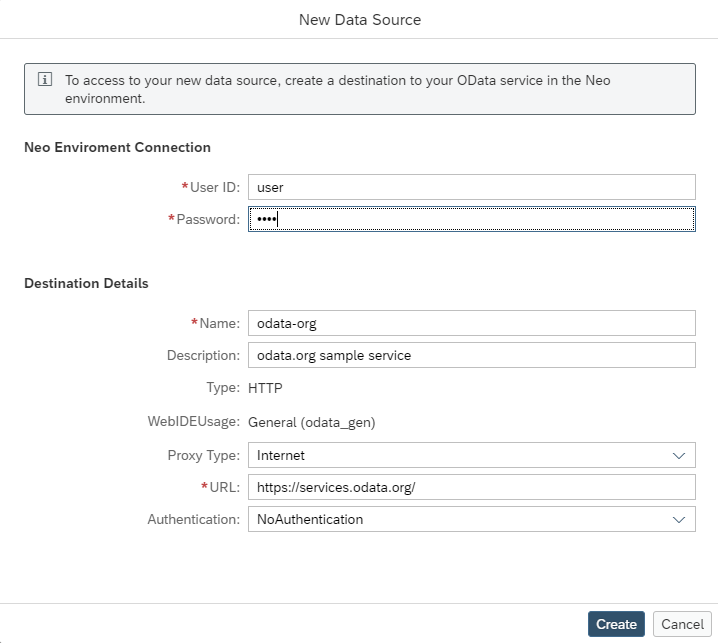 New Data Source
To access to your new data source, create a destination to your OData service in the Neo
environment.
Neo Enviroment Connection
*User ID: user
*Password: ••••
Destination Details
*Name: odata-org
Description: odata.org sample service
Type: HTTP
WebIDEUsage: General (odata_gen)
Proxy Type: Internet
*URL: https://services.odata.org/
Authentication: NoAuthentication
Create Cancel